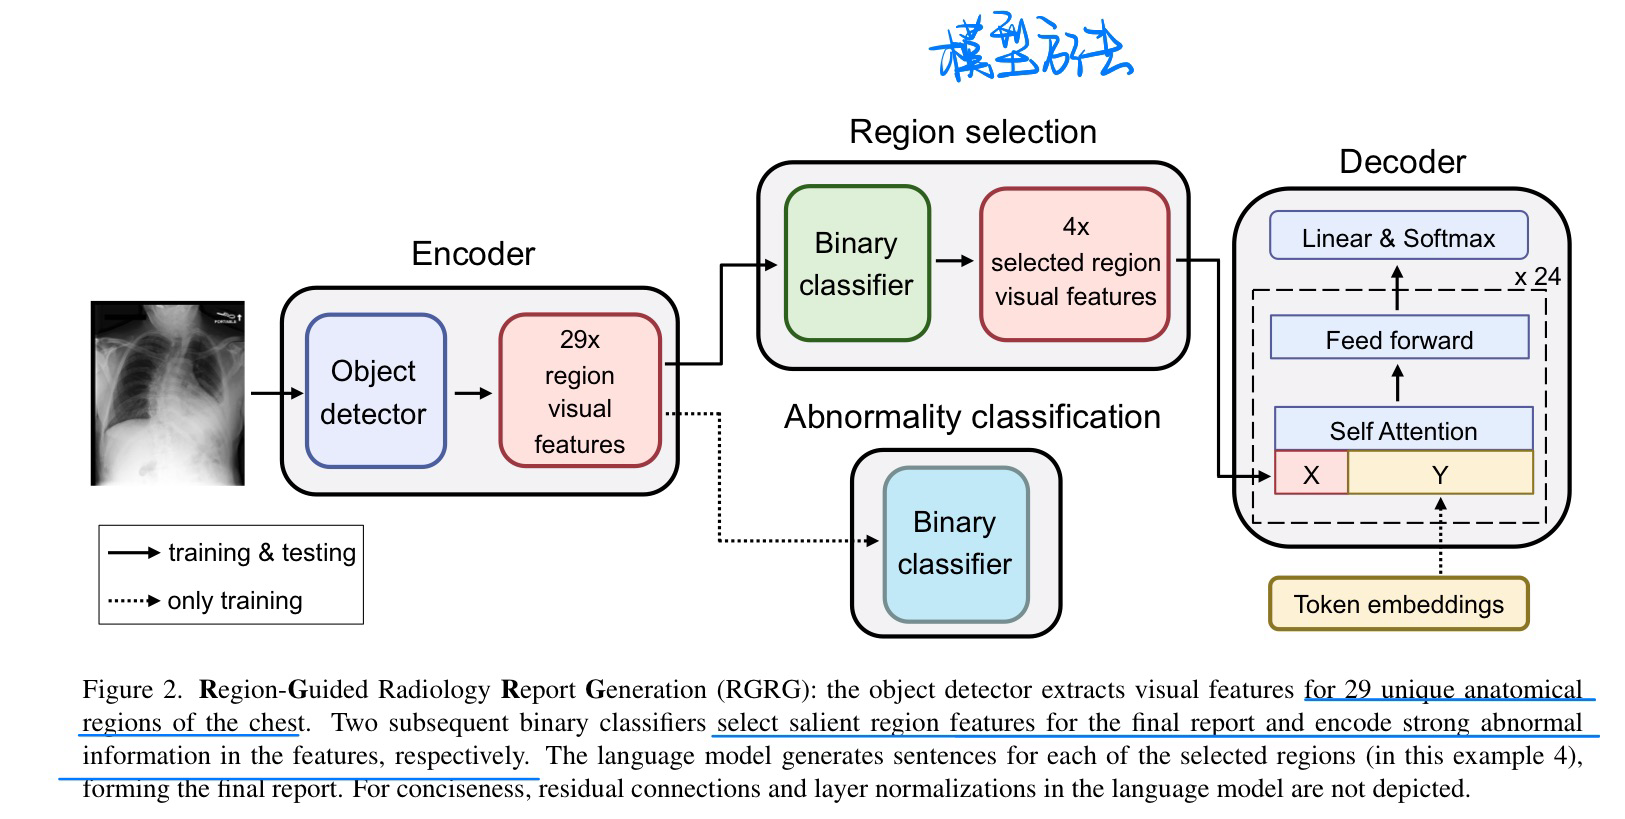 模型方法
Region selection
Decoder
Encoder
Binary
classifier
4x
selected region
visual features
Linear & Softmax
x 24
Feed forward
Self Attention
X
Y
Token embeddings
PORTABLE
Object
detector
29x
region
visual
features
Abnormality classification
Binary
classifier
training & testing
only training
Figure 2. Region-Guided Radiology Report Generation (RGRG): the object detector extracts visual features for 29 unique anatomical
regions of the chest. Two subsequent binary classifiers select salient region features for the final report and encode strong abnormal
information in the features, respectively. The language model generates sentences for each of the selected regions (in this example 4),
forming the final report. For conciseness, residual connections and layer normalizations in the language model are not depicted.